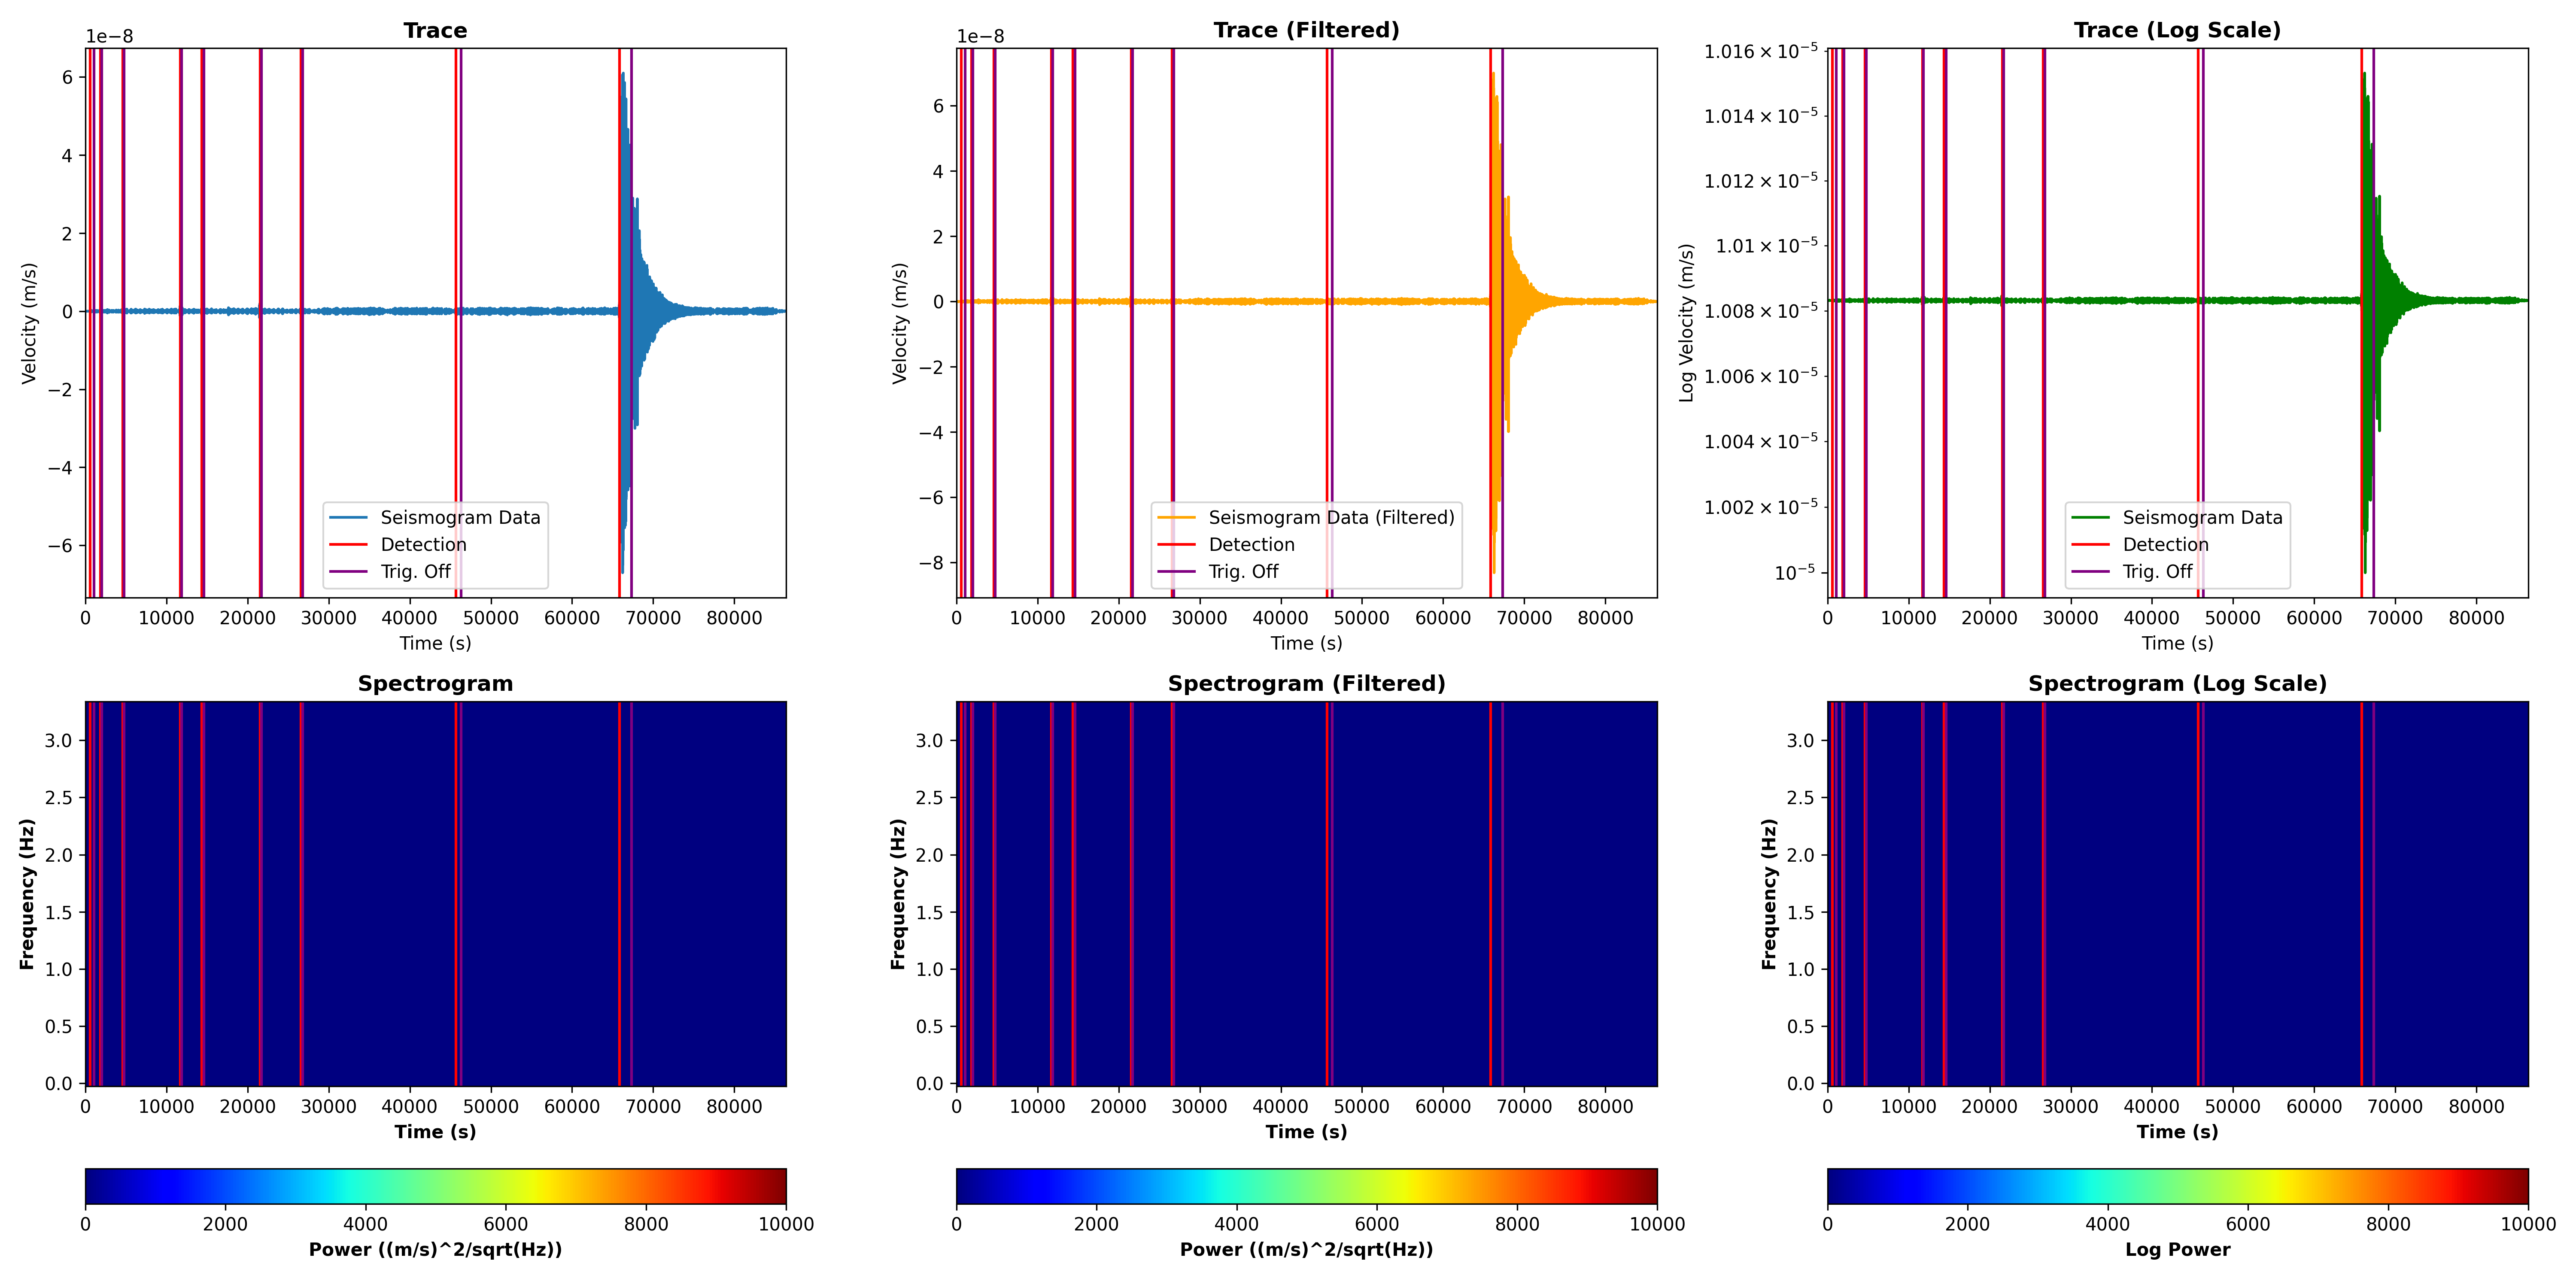 Trace
1e−8
6
4
2
0
−2
−4
−6
Velocity (m/s)
Seismogram Data
Detection
Trig. Off
0 10000 20000 30000 40000 50000 60000 70000 80000
Time (s)
Trace (Filtered)
1e−8
6
4
2
0
−2
−4
−6
−8
Velocity (m/s)
Seismogram Data (Filtered)
Detection
Trig. Off
0 10000 20000 30000 40000 50000 60000 70000 80000
Time (s)
Trace (Log Scale)
1.016 × 10⁻⁵
1.014 × 10⁻⁵
1.012 × 10⁻⁵
1.01 × 10⁻⁵
1.008 × 10⁻⁵
1.006 × 10⁻⁵
1.004 × 10⁻⁵
1.002 × 10⁻⁵
10⁻⁵
Log Velocity (m/s)
Seismogram Data
Detection
Trig. Off
0 10000 20000 30000 40000 50000 60000 70000 80000
Time (s)
Spectrogram
3.0
2.5
2.0
1.5
1.0
0.5
0.0
Frequency (Hz)
0 10000 20000 30000 40000 50000 60000 70000 80000
Time (s)
0 2000 4000 6000 8000 10000
Power ((m/s)^2/sqrt(Hz))
Spectrogram (Filtered)
3.0
2.5
2.0
1.5
1.0
0.5
0.0
Frequency (Hz)
0 10000 20000 30000 40000 50000 60000 70000 80000
Time (s)
0 2000 4000 6000 8000 10000
Power ((m/s)^2/sqrt(Hz))
Spectrogram (Log Scale)
3.0
2.5
2.0
1.5
1.0
0.5
0.0
Frequency (Hz)
0 10000 20000 30000 40000 50000 60000 70000 80000
Time (s)
0 2000 4000 6000 8000 10000
Log Power